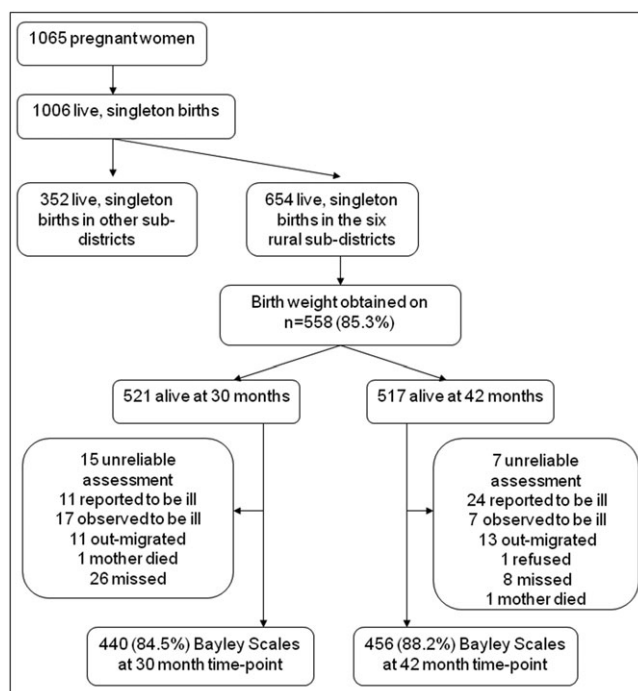 1065 pregnant women
1006 live, singleton births
352 live, singleton
births in other sub-
districts
654 live, singleton
births in the six
rural sub-districts
Birth weight obtained on
n=558 (85.3%)
521 alive at 30 months
517 alive at 42 months
15 unreliable
assessment
11 reported to be ill
17 observed to be ill
11 out-migrated
1 mother died
26 missed
7 unreliable
assessment
24 reported to be ill
7 observed to be ill
13 out-migrated
1 refused
8 missed
1 mother died
440 (84.5%) Bayley Scales
at 30 month time-point
456 (88.2%) Bayley Scales
at 42 month time-point